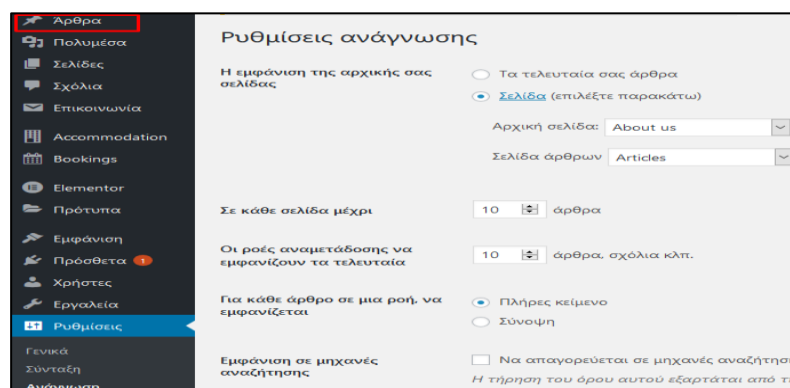 Άρθρα
Πολυμέσα
Σελίδες
Σχόλια
Επικοινωνία
Accommodation
Bookings
Elementor
Πρότυπα
Εμφάνιση
Πρόσθετα 1
Χρήστες
Εργαλεία
Ρυθμίσεις
Γενικά
Σύνταξη
Ανάγνωση
Ρυθμίσεις ανάγνωσης
Η εμφάνιση της αρχικής σας
σελίδας
Τα τελευταία σας άρθρα
Σελίδα (επιλέξτε παρακάτω)
Αρχική σελίδα: About us
Σελίδα άρθρων Articles
Σε κάθε σελίδα μέχρι
10 άρθρα
Οι ροές αναμετάδοσης να
εμφανίζουν τα τελευταία
10 άρθρα, σχόλια κλπ.
Για κάθε άρθρο σε μια ροή, να
εμφανίζεται
Πλήρες κείμενο
Σύνοψη
Εμφάνιση σε μηχανές
αναζήτησης
Να απαγορεύεται σε μηχανές αναζήτησ
Η τήρηση του όρου αυτού εξαρτάται από τ